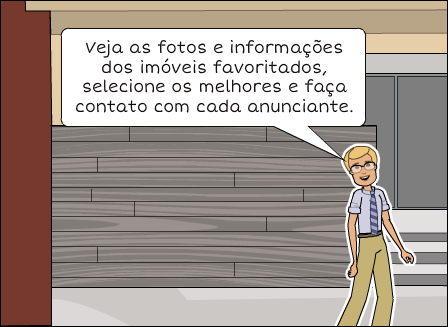 Veja as fotos e informações
dos imóveis favoritados,
selecione os melhores e faça
contato com cada anunciante.